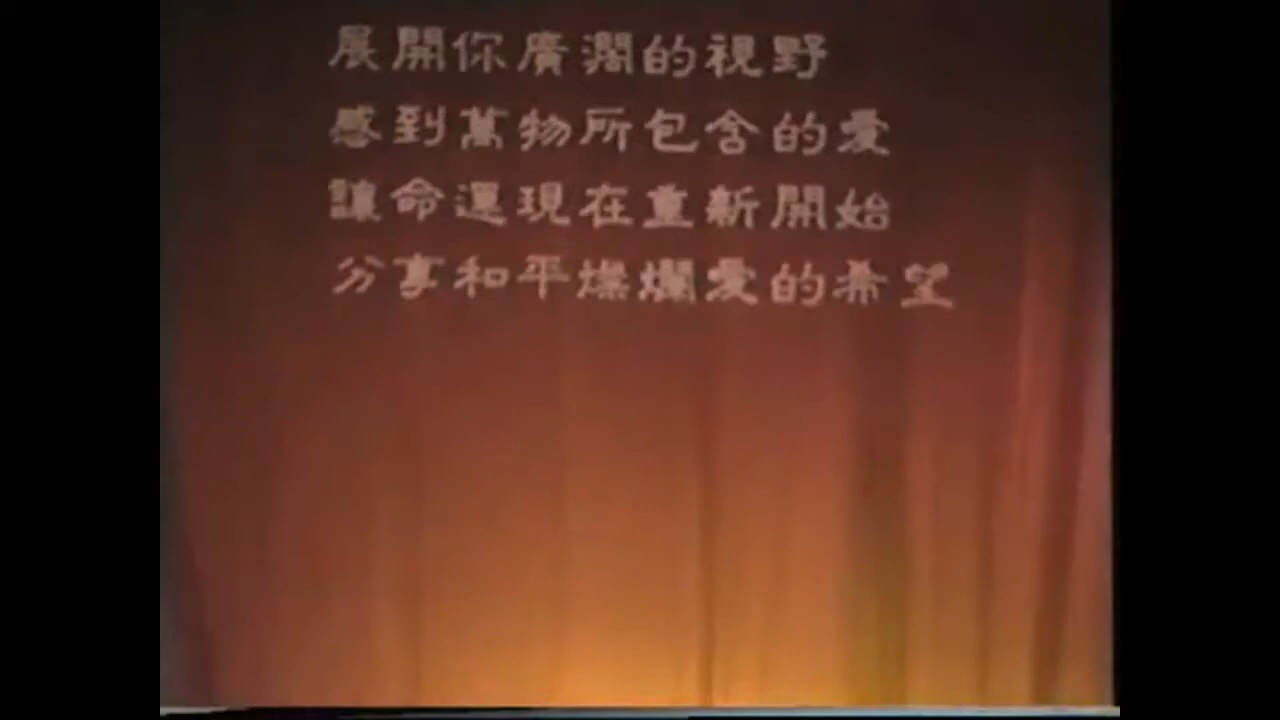 展開你廣濶的視野
感到萬物所包含的愛
讓命運現在重新開始
分享和平燦爛愛的希望